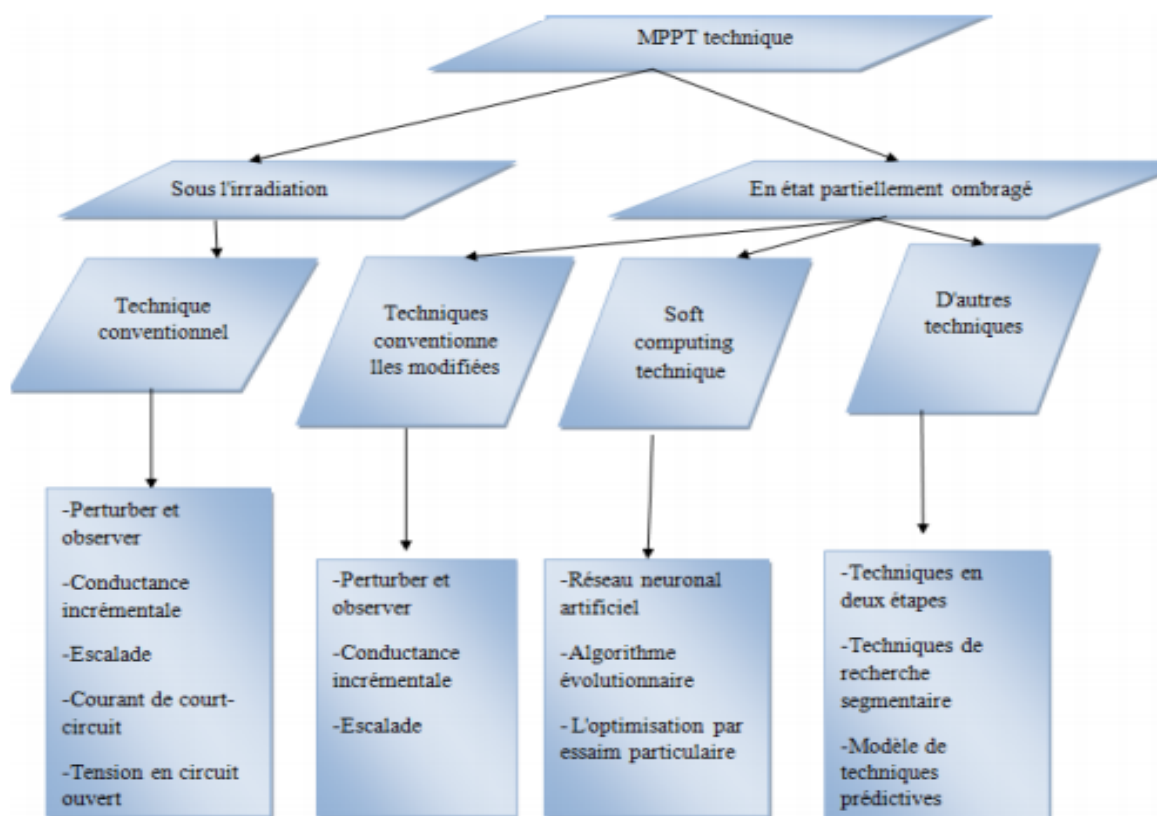 MPPT technique
Sous l'irradiation
En état partiellement ombragé
Technique
conventionnel
Techniques
conventionne
lles modifiées
Soft
computing
technique
D'autres
techniques
-Perturber et
observer
-Conductance
incrémentale
-Escalade
-Courant de court-
circuit
-Tension en circuit
ouvert
-Perturber et
observer
-Conductance
incrémentale
-Escalade
-Réseau neuronal
artificiel
-Algorithme
évolutionnaire
-L'optimisation par
essaim particulaire
-Techniques en
deux étapes
-Techniques de
recherche
segmentaire
-Modèle de
techniques
prédictives